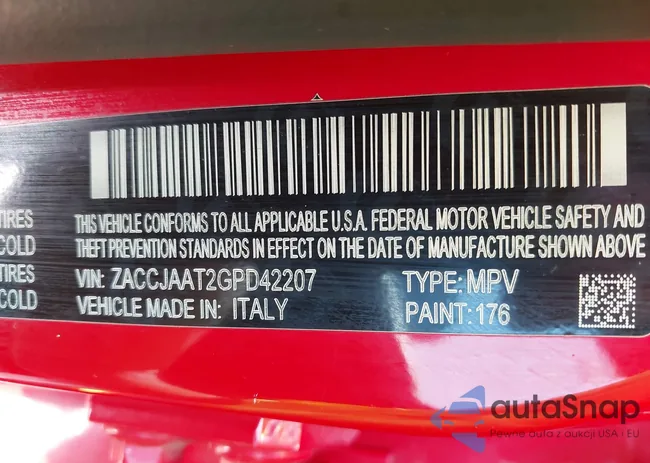 THIS VEHICLE CONFORMS TO ALL APPLICABLE U.S.A. FEDERAL MOTOR VEHICLE SAFETY AND
TIRES
THEFT PREVENTION STANDARDS IN EFFECT ON THE DATE OF MANUFACTURE SHOWN ABOVE
COLD
VIN: ZACCJAAT2GPD42207 TYPE: MPV
TIRES
VEHICLE MADE IN: ITALY PAINT: 176
COLD
autaSnap
Pewne auta z aukcji USA i EU